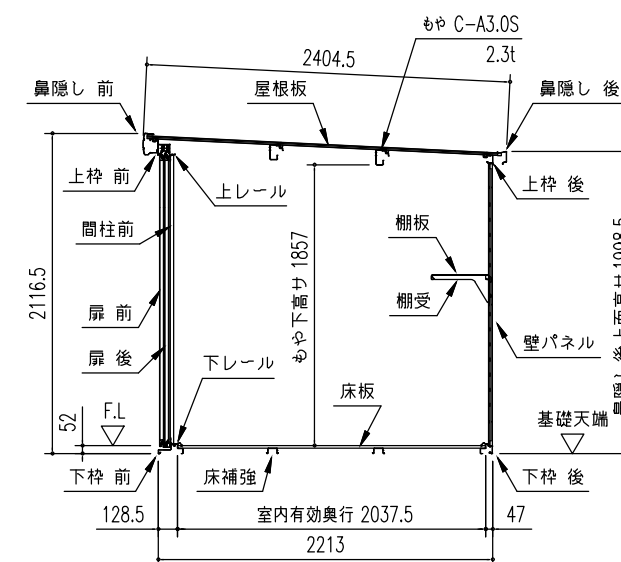 もや C-A3.0S
2404.5
2.3t
鼻隠し 前
屋根板
鼻隠し 後
上枠 前
上レール
上枠 後
間柱前
棚板
もや下高サ 1857
2116.5
棚受
扉 前
壁パネル
扉 後
下レール
床板
F.L
52
基礎天端
下枠 前
床補強
下枠 後
128.5
室内有効奥行 2037.5
47
2213